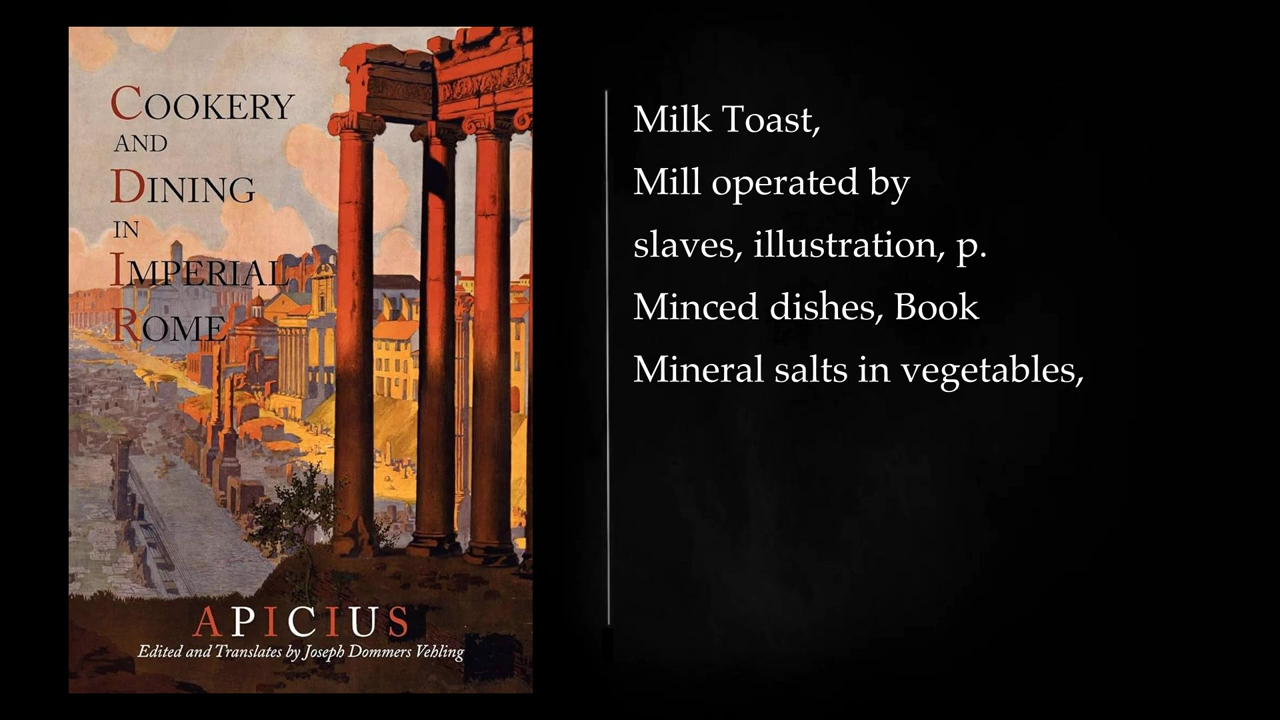 COOKERY
AND
DINING
IN
IMPERIAL
ROME
APICIUS
Edited and Translates by Joseph Dommers Vehling
Milk Toast,
Mill operated by
slaves, illustration, p.
Minced dishes, Book
Mineral salts in vegetables,